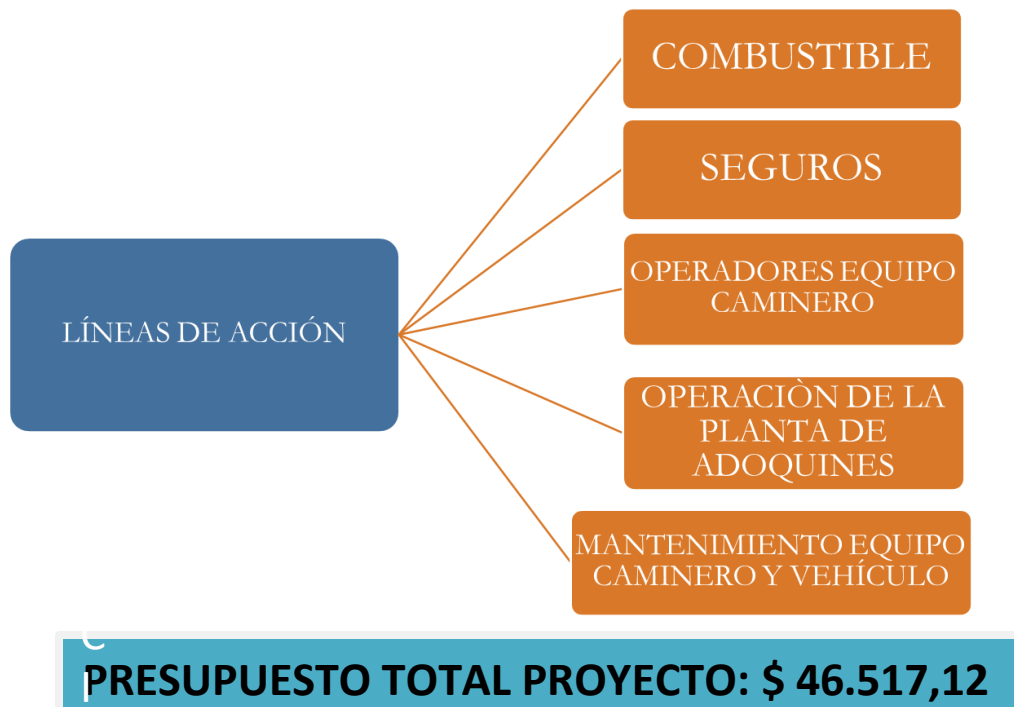 COMBUSTIBLE
SEGUROS
OPERADORES EQUIPO
CAMINERO
LÍNEAS DE ACCIÓN
OPERACIÒN DE LA
PLANTA DE
ADOQUINES
MANTENIMIENTO EQUIPO
CAMINERO Y VEHÍCULO
PRESUPUESTO TOTAL PROYECTO: $ 46.517,12